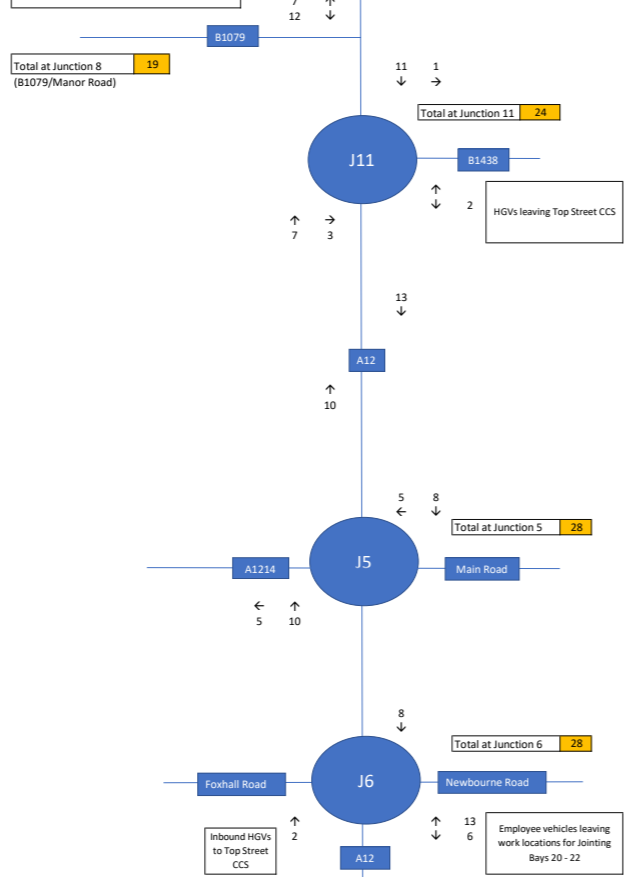 7 ↑
12 ↓
B1079
Total at Junction 8 19
(B1079/Manor Road)
11 1
↓ →
Total at Junction 11 24
J11
B1438
↑
↓ 2
HGVs leaving Top Street CCS
↑ →
7 3
13
↓
A12
↑
10
5 8
← ↓
Total at Junction 5 28
J5
A1214
Main Road
← ↑
5 10
8
↓
Total at Junction 6 28
J6
Foxhall Road
Newbourne Road
Inbound HGVs
to Top Street
CCS
↑
2
↑ 13
↓ 6
Employee vehicles leaving
work locations for Jointing
Bays 20 - 22
A12